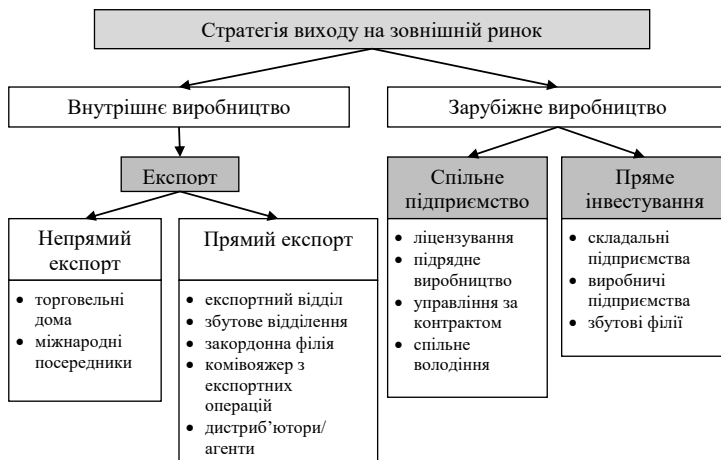 Стратегія виходу на зовнішній ринок
Внутрішнє виробництво
Зарубіжне виробництво
Експорт
Непрямий
експорт
• торговельні
дома
• міжнародні
посередники
Прямий експорт
• експортний відділ
• збутове відділення
• закордонна філія
• комівояжер з
експортних
операцій
• дистриб’ютори/
агенти
Спільне
підприємство
• ліцензування
• підрядне
виробництво
• управління за
контрактом
• спільне
володіння
Пряме
інвестування
• складальні
підприємства
• виробничі
підприємства
• збутові філії